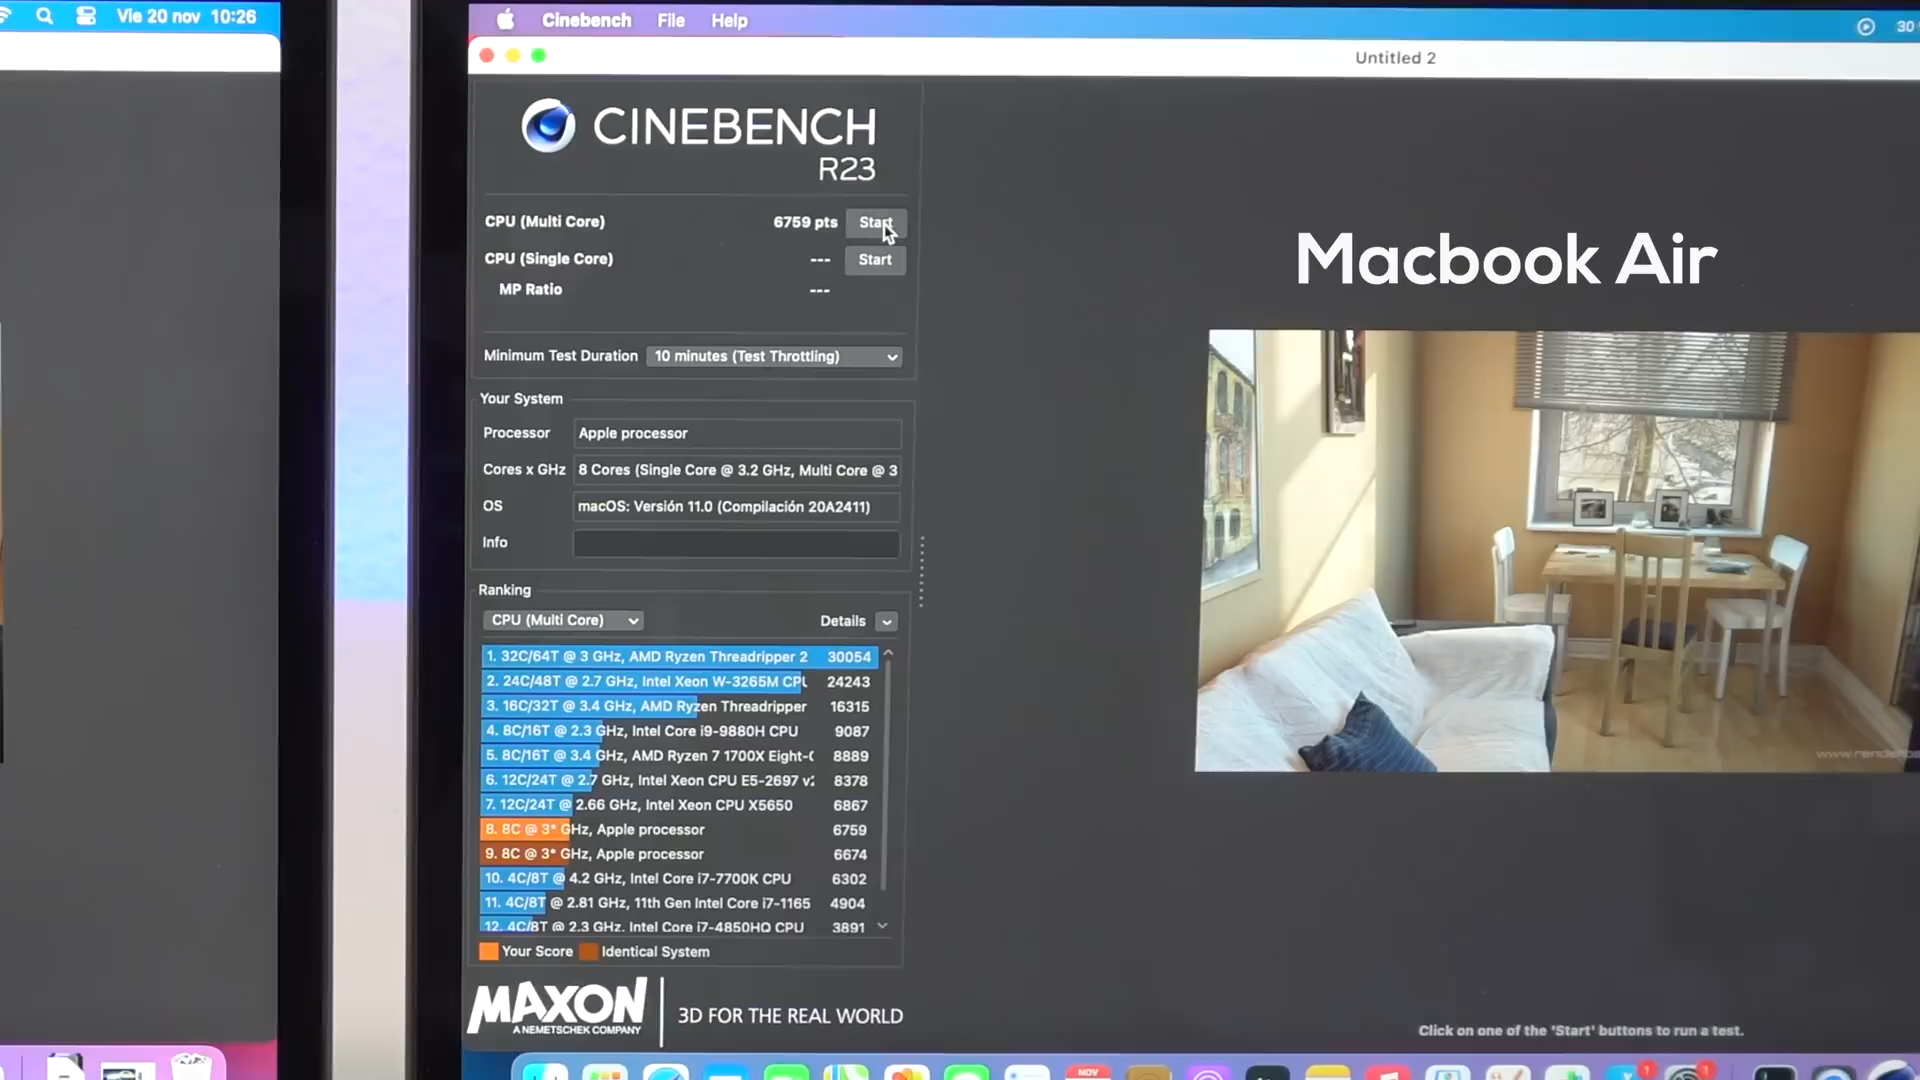 Vie 20 nov 10:26
Cinebench File Help
30
Untitled 2
CINEBENCH
R23
CPU (Multi Core) 6759 pts Start
CPU (Single Core) --- Start
MP Ratio ---
Minimum Test Duration 10 minutes (Test Throttling)
Your System
Processor Apple processor
Cores x GHz 8 Cores (Single Core @ 3.2 GHz, Multi Core @ 3
OS macOS: Versión 11.0 (Compilación 20A2411)
Info
Ranking
CPU (Multi Core) Details
1. 32C/64T @ 3 GHz, AMD Ryzen Threadripper 2 30054
2. 24C/48T @ 2.7 GHz, Intel Xeon W-3265M CPU 24243
3. 16C/32T @ 3.4 GHz, AMD Ryzen Threadripper 16315
4. 8C/16T @ 2.3 GHz, Intel Core i9-9880H CPU 9087
5. 8C/16T @ 3.4 GHz, AMD Ryzen 7 1700X Eight-C 8889
6. 12C/24T @ 2.7 GHz, Intel Xeon CPU E5-2697 v2 8378
7. 12C/24T @ 2.66 GHz, Intel Xeon CPU X5650 6867
8. 8C @ 3* GHz, Apple processor 6759
9. 8C @ 3* GHz, Apple processor 6674
10. 4C/8T @ 4.2 GHz, Intel Core i7-7700K CPU 6302
11. 4C/8T @ 2.81 GHz, 11th Gen Intel Core i7-1165 4904
12. 4C/8T @ 2.3 GHz, Intel Core i7-4850HQ CPU 3891
Your Score Identical System
MAXON
A NEMETSCHEK COMPANY
3D FOR THE REAL WORLD
Macbook Air
Click on one of the 'Start' buttons to run a test.
NOV
1
1